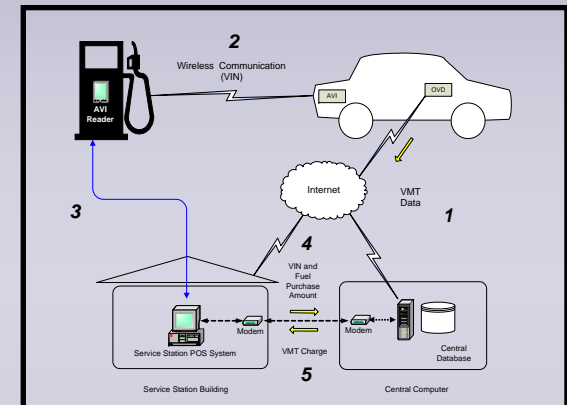 2
Wireless Communication
(VIN)
AVI
Reader
AVI
OVD
Internet
VMT
Data
1
3
4
VIN and
Fuel
Purchase
Amount
Modem
Modem
Service Station POS System
VMT Charge
Central
Database
5
Service Station Building
Central Computer